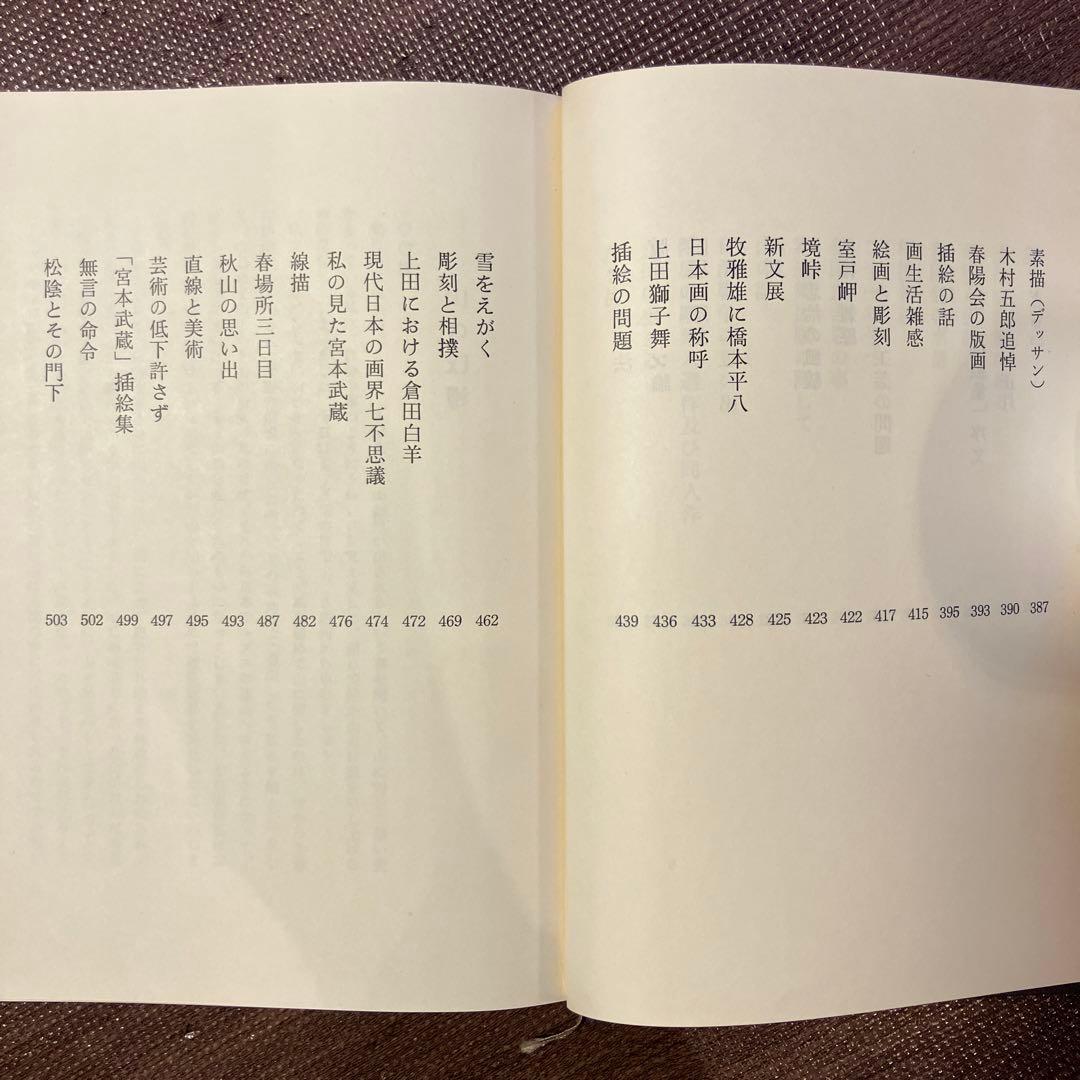 素描（デッサン） 387
木村五郎追悼 390
春陽会の版画 393
挿絵の話 395
画生活雑感 415
絵画と彫刻 417
室戸岬 422
境峠 423
新文展 425
牧雅雄に橋本平八 428
日本画の称呼 433
上田獅子舞 436
挿絵の問題 439
雪をえがく 462
彫刻と相撲 469
上田における倉田白羊 472
現代日本の画界七不思議 474
私の見た宮本武蔵 476
線描 482
春場所三日目 487
秋山の思い出 493
直線と美術 495
芸術の低下許さず 497
「宮本武蔵」挿絵集 499
無言の命令 502
松陰とその門下 503